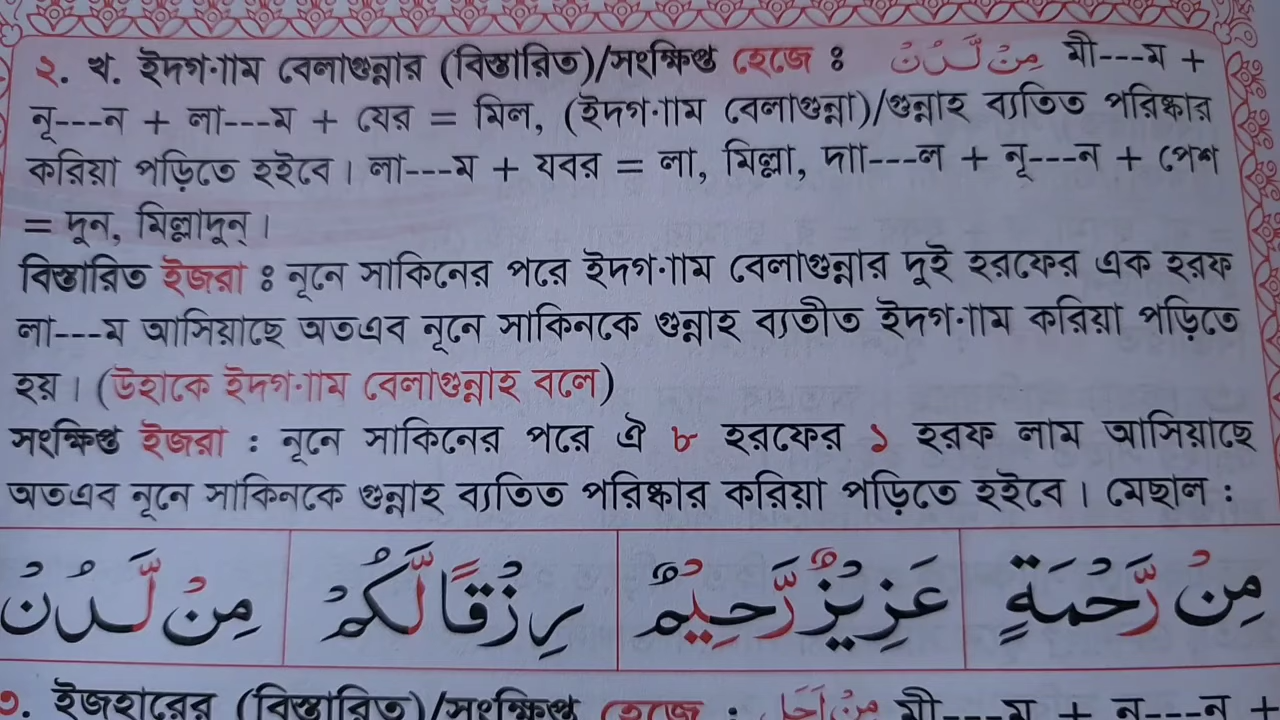 ২. খ. ইদগ·াম বেলাগুন্নার (বিস্তারিত)/সংক্ষিপ্ত হেজে ঃ مِنْ لَّدُنْ মী---ম +
নূ---ন + লা---ম + যের = মিল, (ইদগ·াম বেলাগুন্না)/গুন্নাহ ব্যতিত পরিষ্কার
করিয়া পড়িতে হইবে। লা---ম + যবর = লা, মিল্লা, দাা---ল + নূ---ন + পেশ
= দুন, মিল্লাদুন্।
বিস্তারিত ইজরা ঃ নূনে সাকিনের পরে ইদগ·াম বেলাগুন্নার দুই হরফের এক হরফ
লা---ম আসিয়াছে অতএব নূনে সাকিনকে গুন্নাহ ব্যতীত ইদগ·াম করিয়া পড়িতে
হয়। (উহাকে ইদগ·াম বেলাগুন্নাহ বলে)
সংক্ষিপ্ত ইজরা : নূনে সাকিনের পরে ঐ ৮ হরফের ১ হরফ লাম আসিয়াছে
অতএব নূনে সাকিনকে গুন্নাহ ব্যতিত পরিষ্কার করিয়া পড়িতে হইবে। মেছাল :
مِنْ رَّحْمَةٍ عَزِيْزٌ رَّحِيْمٌ رِزْقًا لَّكُمْ مِنْ لَّدُنْ
৩. ইজহারের (বিস্তারিত)/সংক্ষিপ্ত হেজে : مِنْ اَجَلِ মী---ম + নূ---ন +